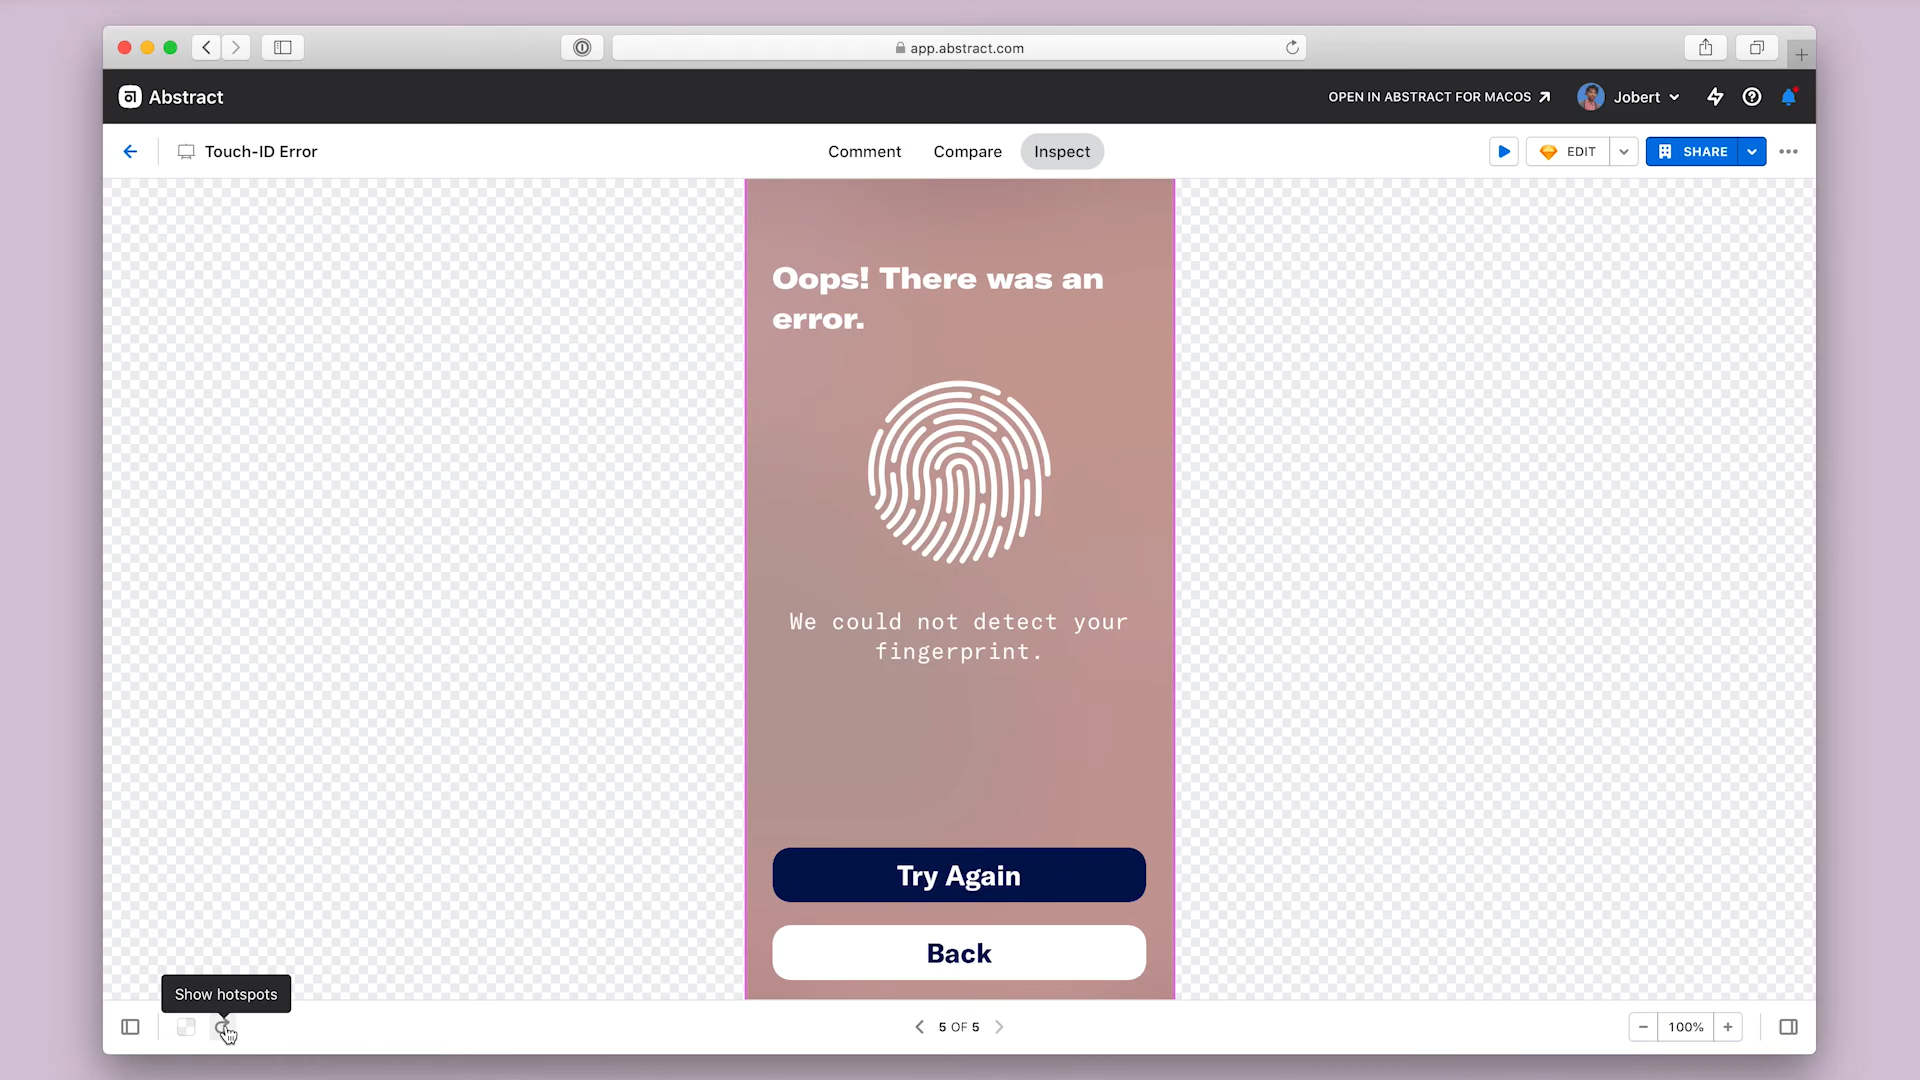 app.abstract.com
Abstract
OPEN IN ABSTRACT FOR MACOS
Jobert
Touch-ID Error
Comment
Compare
Inspect
EDIT
SHARE
Oops! There was an
error.
We could not detect your
fingerprint.
Try Again
Back
Show hotspots
5 OF 5
100%